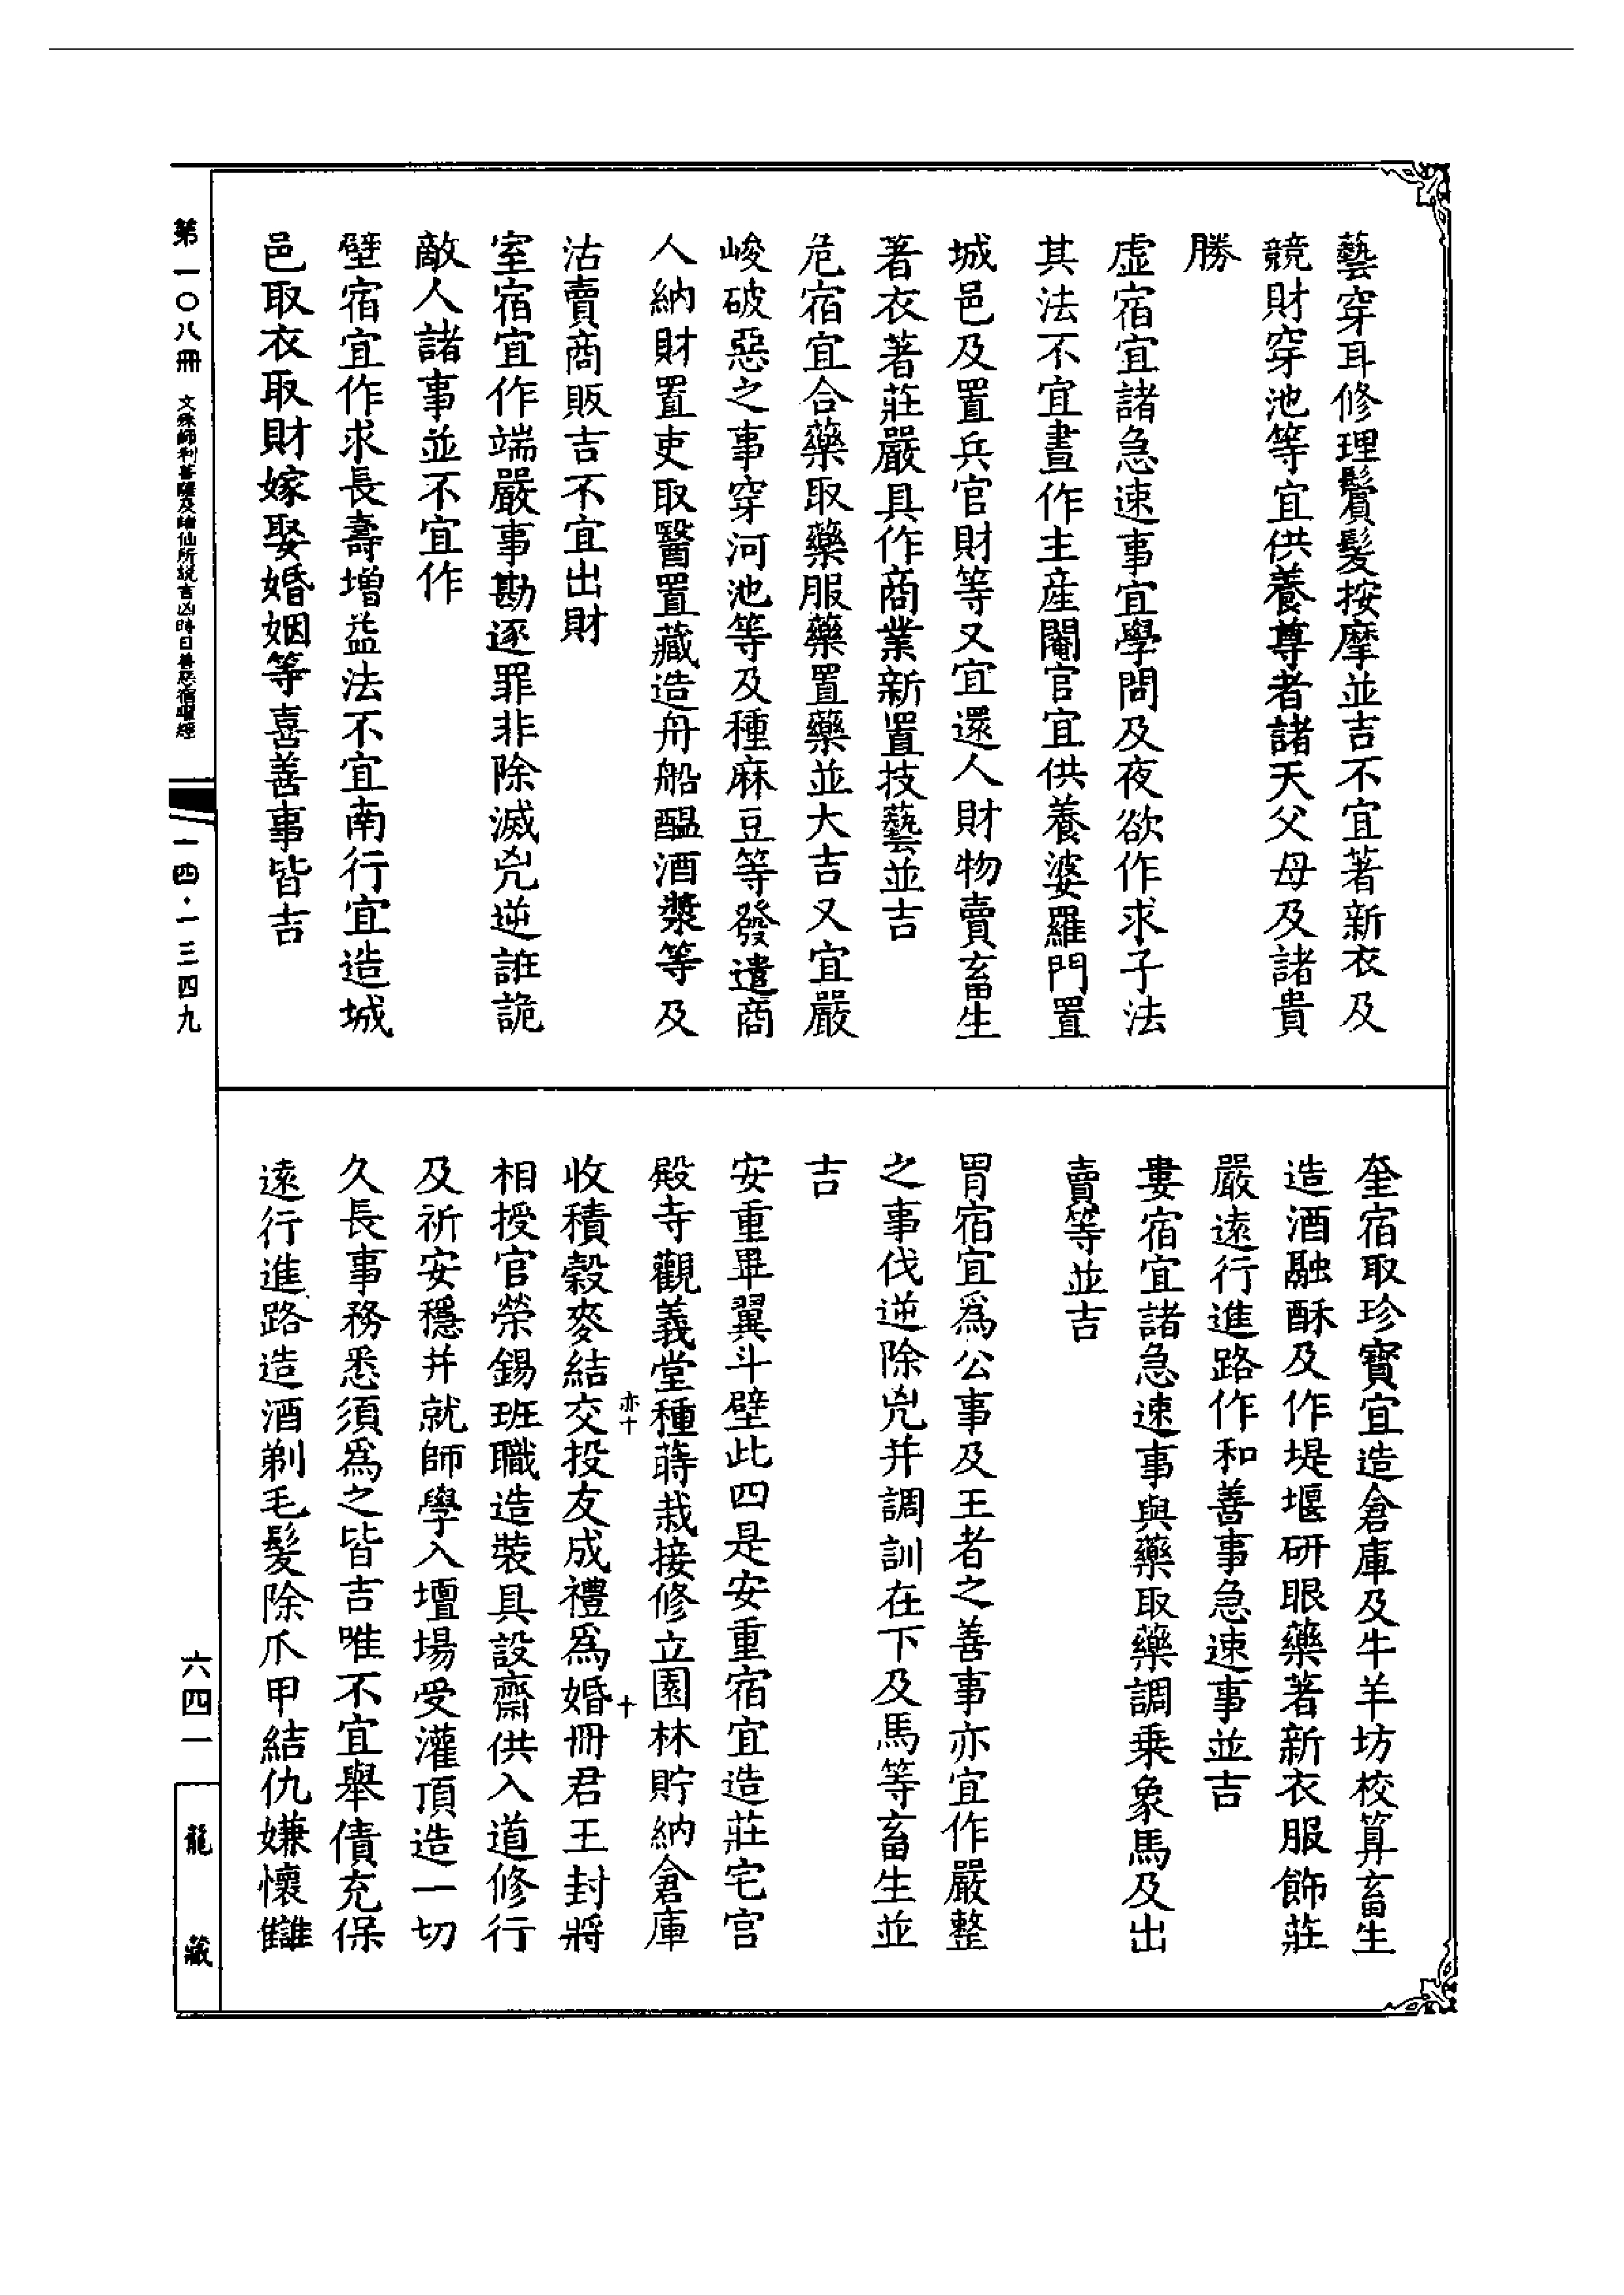 藝穿耳修理鬢髮按摩並吉不宜著新衣及
競財穿池等宜供養尊者諸天父母及諸貴
勝
虛宿宜諸急速事宜學問及夜欲作求子法
其法不宜晝作主産閹官宜供養婆羅門置
城邑及置兵官財等又宜還人財物賣畜生
著衣著莊嚴具作商業新置技藝並吉
危宿宜合藥取藥服藥置藥並大吉又宜嚴
峻破惡之事穿河池等及種麻豆等發遣商
人納財置吏取醫置藏造舟船醖酒漿等及
沽賣商販吉不宜出財
室宿宜作端嚴事勘逐罪非除滅兇逆誑詭
敵人諸事並不宜作
壁宿宜作求長壽增益法不宜南行宜造城
邑取衣取財嫁娶婚姻等喜善事皆吉
奎宿取珍寶宜造倉庫及牛羊坊校算畜生
造酒融酥及作堤堰研眼藥著新衣服飾莊
嚴遠行進路作和善事急速事並吉
婁宿宜諸急速事與藥取藥調乘象馬及出
賣等並吉
胃宿宜爲公事及王者之善事亦宜作嚴整
之事伐逆除兇并調訓在下及馬等畜生並
吉
安重畢翼斗壁此四是安重宿宜造莊宅宫
殿寺觀義堂種蒔栽接修立園林貯納倉庫
收積穀麥結交投友成禮爲婚冊君王封將
亦十
十
相授官榮錫班職造裝具設齋供入道修行
及祈安穩并就師學入壇場受灌頂造一切
久長事務悉須爲之皆吉唯不宜舉債充保
遠行進路造酒剃毛髮除爪甲結仇嫌懷讎
第一〇八冊 文殊師利菩薩及諸仙所説吉凶時日善惡宿曜經
一四·一三四九
六四一
龍藏